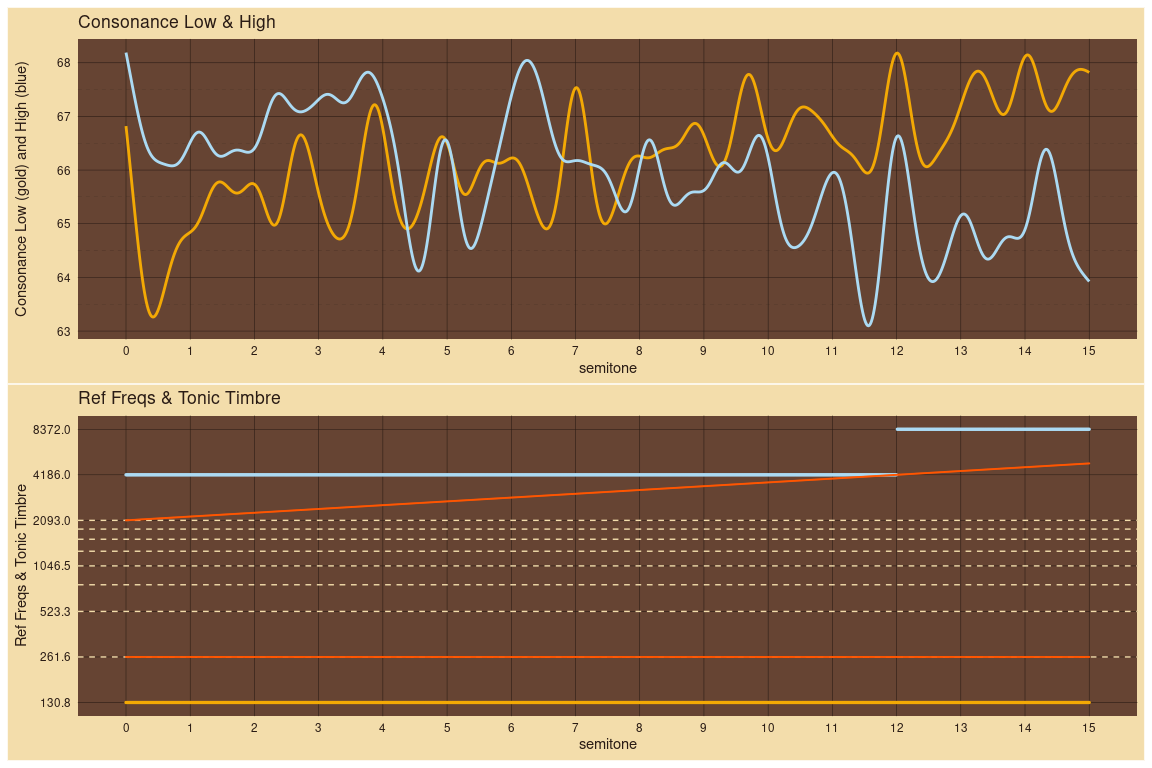 Consonance Low & High
Consonance Low (gold) and High (blue)
68
67
66
65
64
63
0 1 2 3 4 5 6 7 8 9 10 11 12 13 14 15
semitone
Ref Freqs & Tonic Timbre
Ref Freqs & Tonic Timbre
8372.0
4186.0
2093.0
1046.5
523.3
261.6
130.8
0 1 2 3 4 5 6 7 8 9 10 11 12 13 14 15
semitone